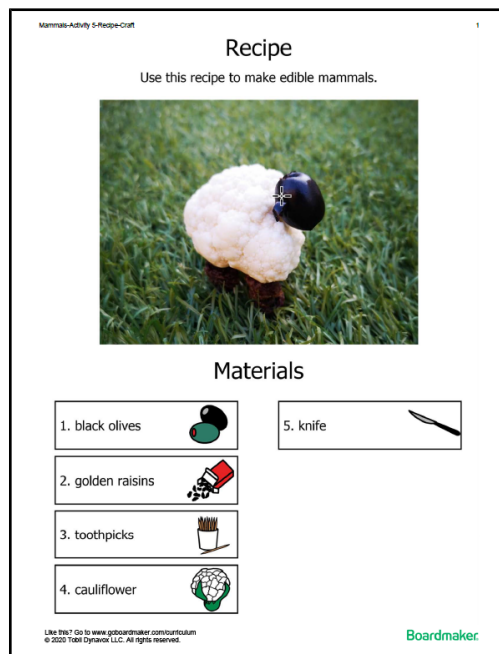 Mammals-Activity 5-Recipe-Craft 1
Recipe
Use this recipe to make edible mammals.
Materials
1. black olives
2. golden raisins
3. toothpicks
4. cauliflower
5. knife
Like this? Go to www.goboardmaker.com/curriculum
© 2020 Tobii Dynavox LLC. All rights reserved.
Boardmaker.